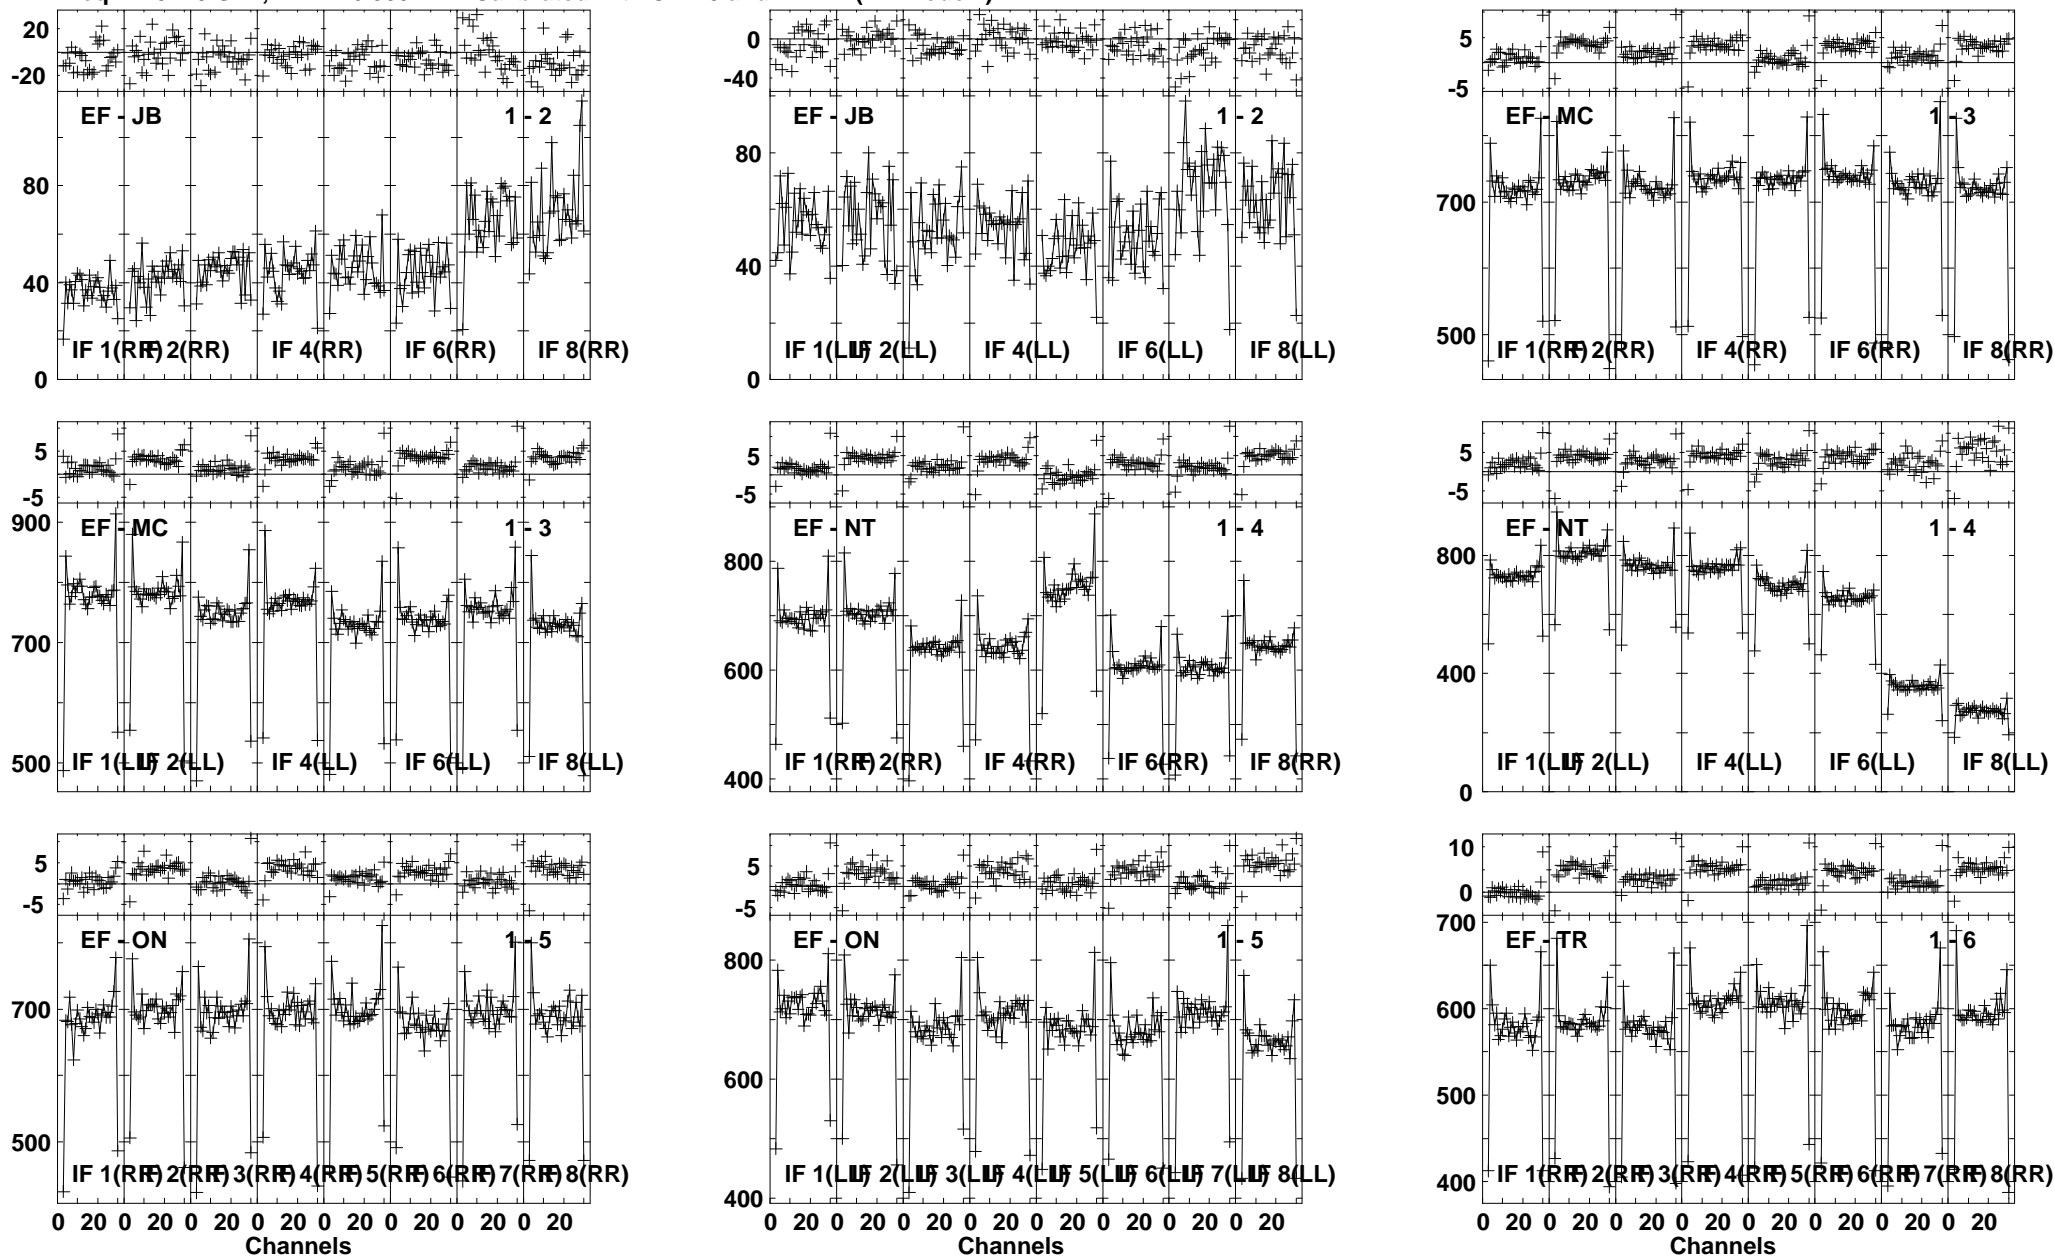 20
-20
EF - JB 1 - 2
80
40
0
IF 1(RR) IF 2(RR) IF 4(RR) IF 6(RR) IF 8(RR)
0
-40
EF - JB 1 - 2
80
40
0
IF 1(LL) IF 2(LL) IF 4(LL) IF 6(LL) IF 8(LL)
5
-5
EF - MC 1 - 3
700
500
IF 1(RR) IF 2(RR) IF 4(RR) IF 6(RR) IF 8(RR)
5
-5
900
EF - MC 1 - 3
700
500
IF 1(LL) IF 2(LL) IF 4(LL) IF 6(LL) IF 8(LL)
5
-5
EF - NT 1 - 4
800
600
400
IF 1(RR) IF 2(RR) IF 4(RR) IF 6(RR) IF 8(RR)
5
-5
EF - NT 1 - 4
800
400
0
IF 1(LL) IF 2(LL) IF 4(LL) IF 6(LL) IF 8(LL)
5
-5
EF - ON 1 - 5
700
500
IF 1(RR) IF 2(RR) IF 3(RR) IF 4(RR) IF 5(RR) IF 6(RR) IF 7(RR) IF 8(RR)
0 20 0 20 0 20 0 20 0 20 0 20 0 20 0 20
Channels
5
-5
EF - ON 1 - 5
800
600
400
IF 1(LL) IF 2(LL) IF 3(LL) IF 4(LL) IF 5(LL) IF 6(LL) IF 7(LL) IF 8(LL)
0 20 0 20 0 20 0 20 0 20 0 20 0 20 0 20
Channels
10
0
700
EF - TR 1 - 6
600
500
400
IF 1(RR) IF 2(RR) IF 3(RR) IF 4(RR) IF 5(RR) IF 6(RR) IF 7(RR) IF 8(RR)
0 20 0 20 0 20 0 20 0 20 0 20 0 20 0 20
Channels